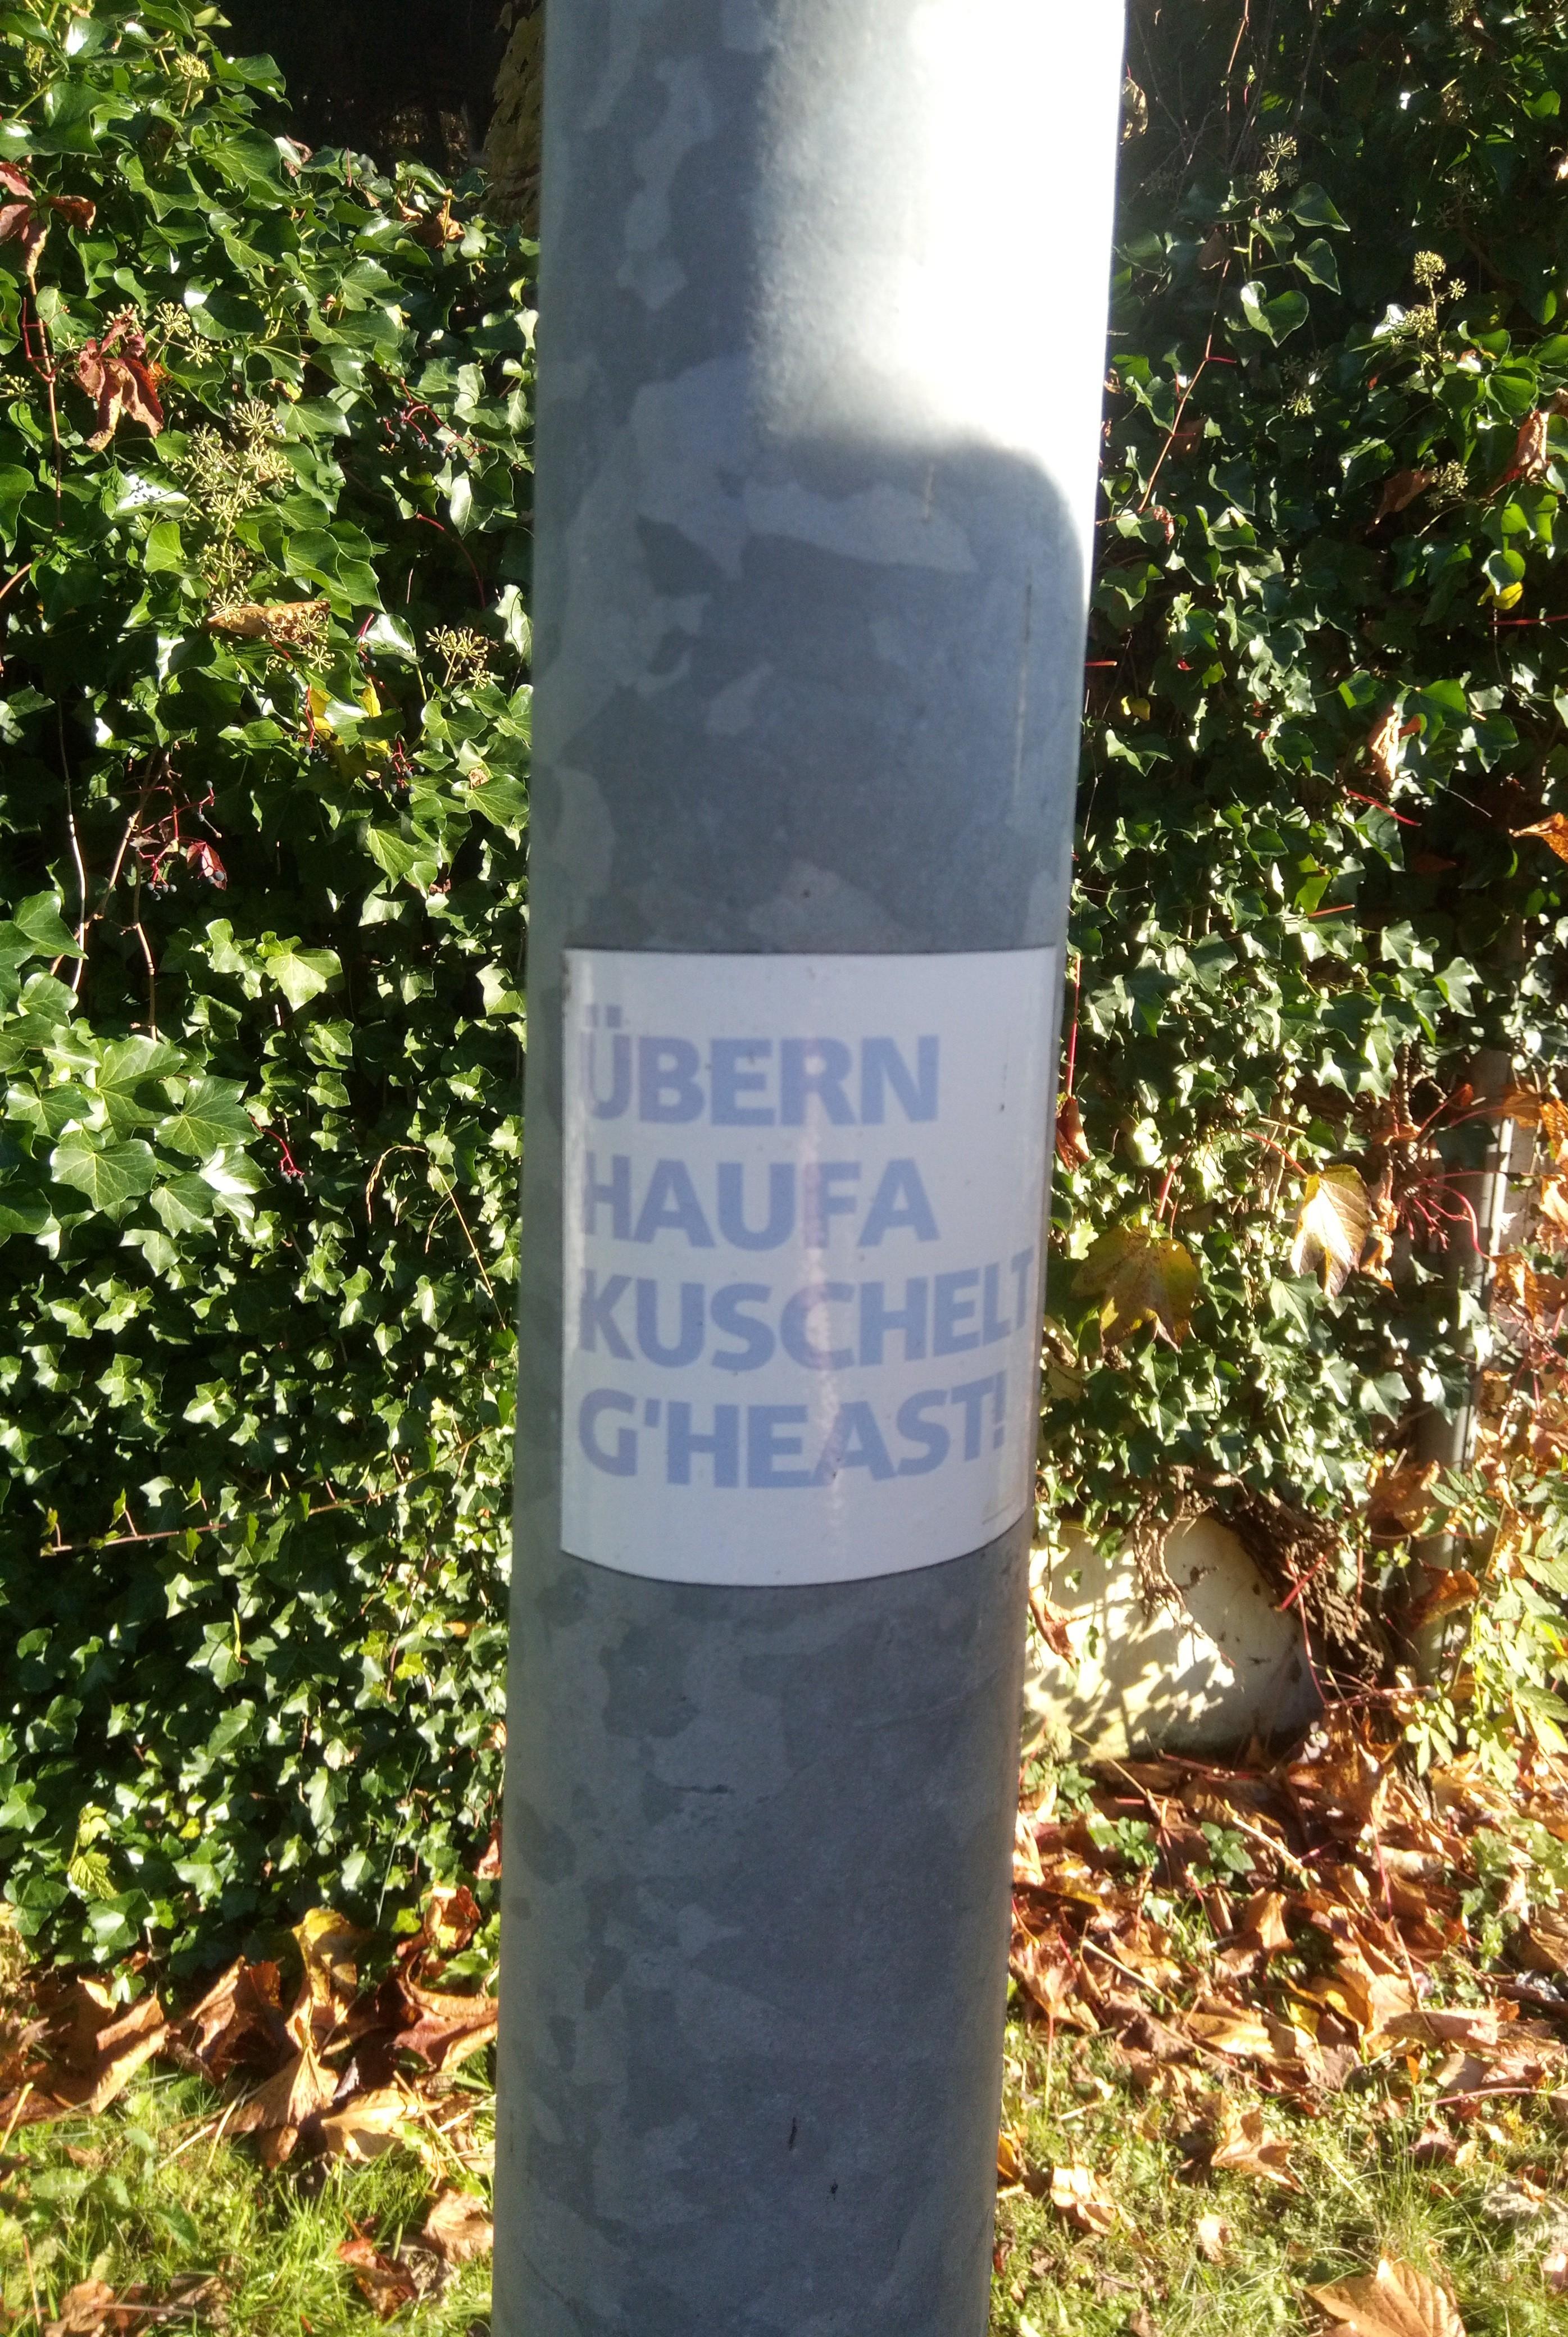 ÜBERN
HAUFA
KUSCHELT
G'HEAST!